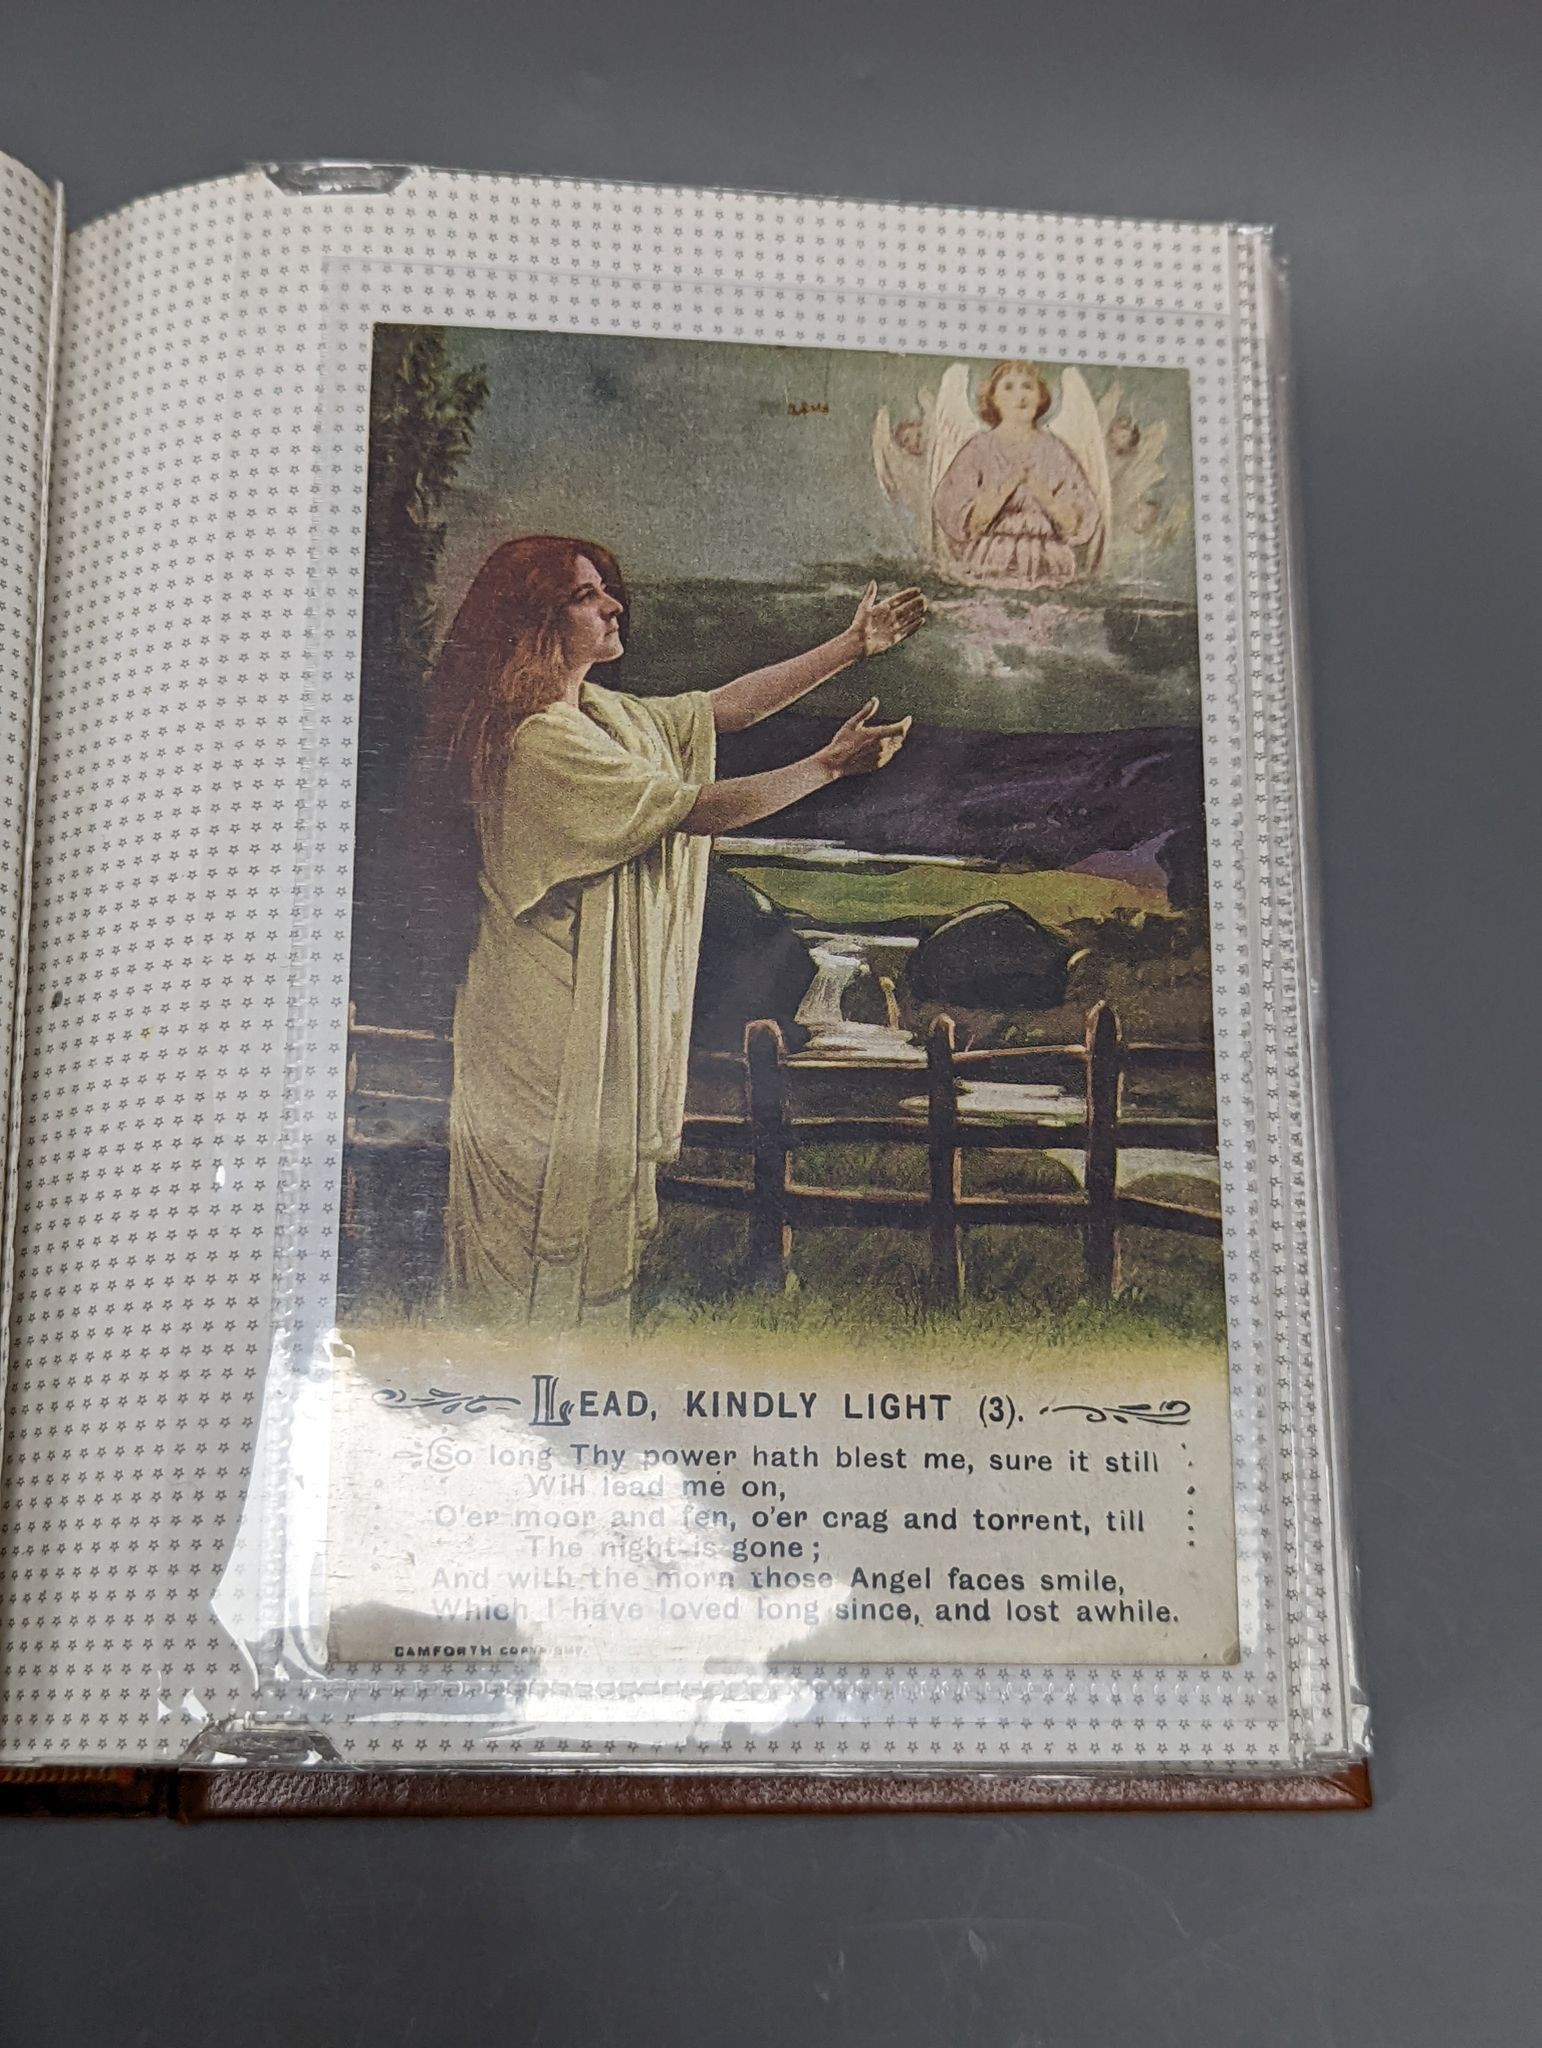 LEAD, KINDLY LIGHT (3).
So long Thy power hath blest me, sure it still
Will lead me on,
O'er moor and fen, o'er crag and torrent, till
The night is gone;
And with the morn those Angel faces smile,
Which I have loved long since, and lost awhile.
BAMFORTH COPYRIGHT.